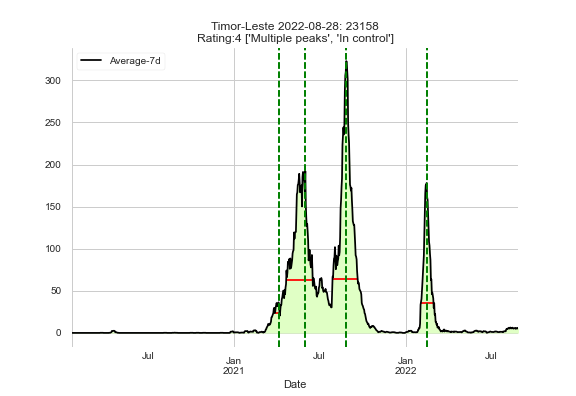 Timor-Leste 2022-08-28: 23158
Rating:4 ['Multiple peaks', 'In control']
Average-7d
300
250
200
150
100
50
0
Jul
Jan
2021
Jul
Jan
2022
Jul
Date